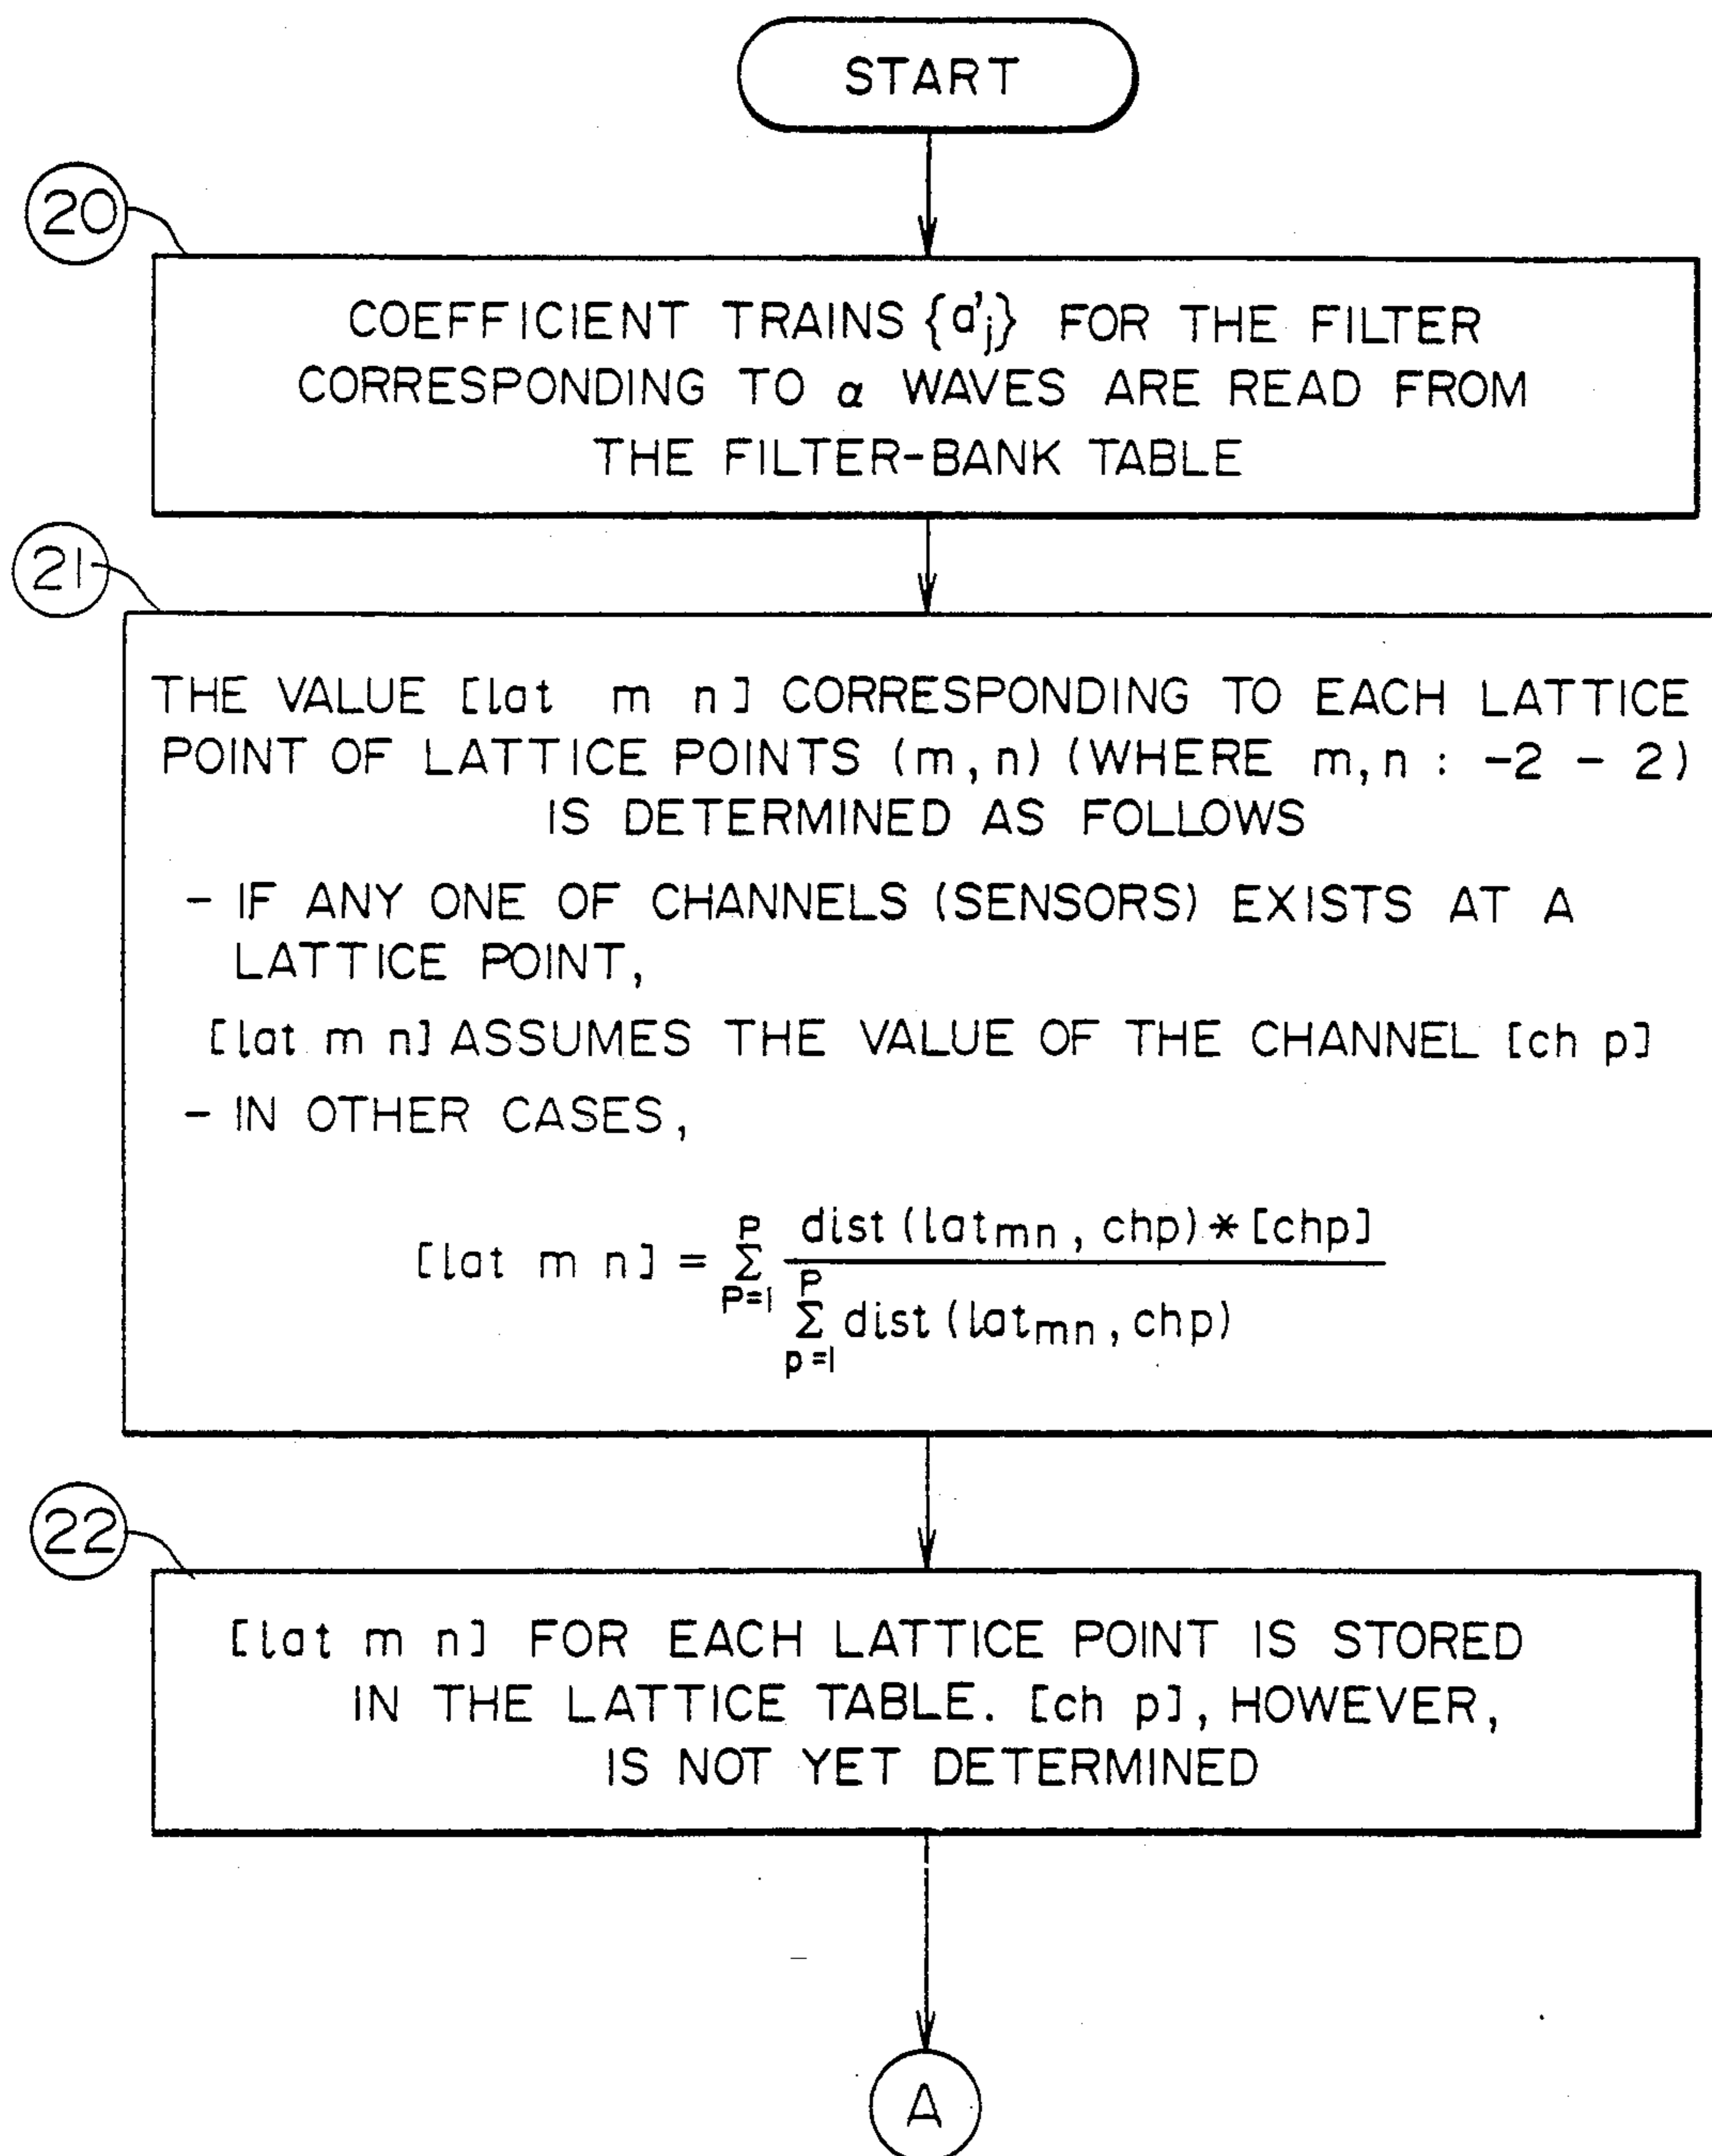 START
20
COEFFICIENT TRAINS {a'j} FOR THE FILTER
CORRESPONDING TO α WAVES ARE READ FROM
THE FILTER-BANK TABLE
21
THE VALUE [lat m n] CORRESPONDING TO EACH LATTICE
POINT OF LATTICE POINTS (m,n) (WHERE m,n : -2 - 2)
IS DETERMINED AS FOLLOWS
- IF ANY ONE OF CHANNELS (SENSORS) EXISTS AT A
LATTICE POINT,
[lat m n] ASSUMES THE VALUE OF THE CHANNEL [ch p]
- IN OTHER CASES,
[lat m n] = P Σ P=1 dist (latmn, chp) * [chp]
P Σ p=1 dist (latmn, chp)
22
[lat m n] FOR EACH LATTICE POINT IS STORED
IN THE LATTICE TABLE. [ch p], HOWEVER,
IS NOT YET DETERMINED
A